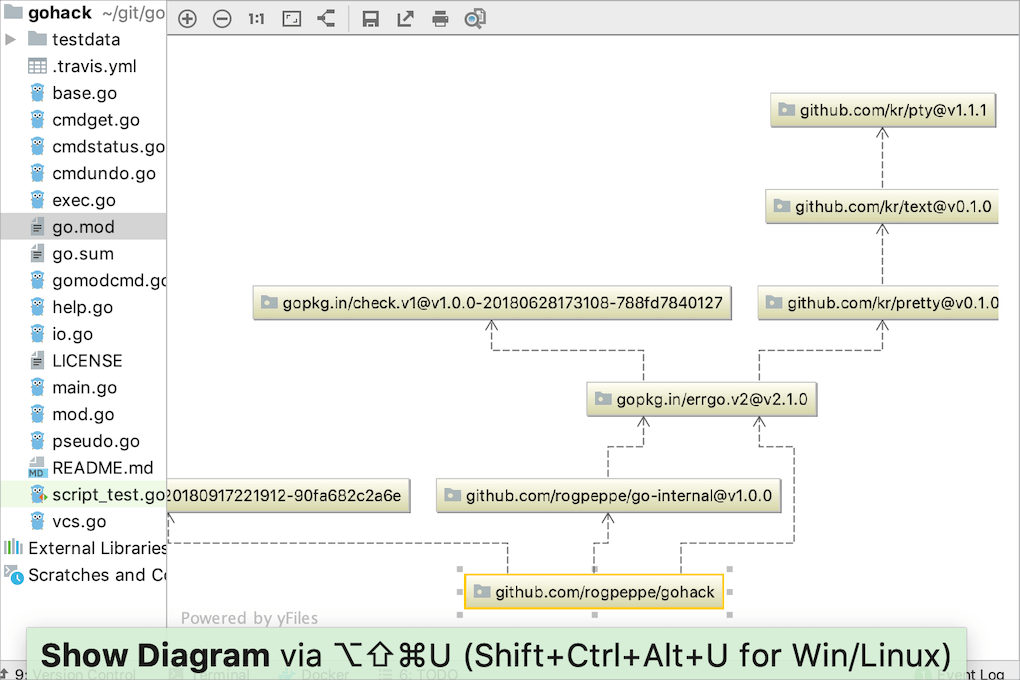 gohack ~/git/go
testdata
.travis.yml
base.go
cmdget.go
cmdstatus.go
cmdundo.go
exec.go
go.mod
go.sum
gomodcmd.go
help.go
io.go
LICENSE
main.go
mod.go
pseudo.go
README.md
script_test.go
vcs.go
External Libraries
Scratches and Co
1:1
github.com/kr/pty@v1.1.1
github.com/kr/text@v0.1.0
gopkg.in/check.v1@v1.0.0-20180628173108-788fd7840127
github.com/kr/pretty@v0.1.0
gopkg.in/errgo.v2@v2.1.0
20180917221912-90fa682c2a6e
github.com/rogpeppe/go-internal@v1.0.0
github.com/rogpeppe/gohack
Powered by yFiles
Show Diagram via ⌥⇧⌘U (Shift+Ctrl+Alt+U for Win/Linux)
9: Version Control
Terminal
Docker
6: TODO
Event Log